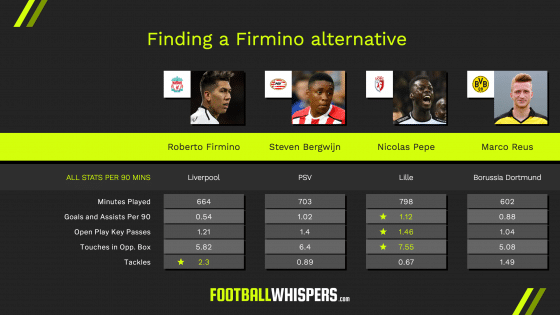 Finding a Firmino alternative
PSV
BVB
09
Roberto Firmino Steven Bergwijn Nicolas Pepe Marco Reus
ALL STATS PER 90 MINS Liverpool PSV Lille Borussia Dortmund
Minutes Played 664 703 798 602
Goals and Assists Per 90 0.54 1.02 1.12 0.88
Open Play Key Passes 1.21 1.4 1.46 1.04
Touches in Opp. Box 5.82 6.4 7.55 5.08
Tackles 2.3 0.89 0.67 1.49
FOOTBALLWHISPERS.com